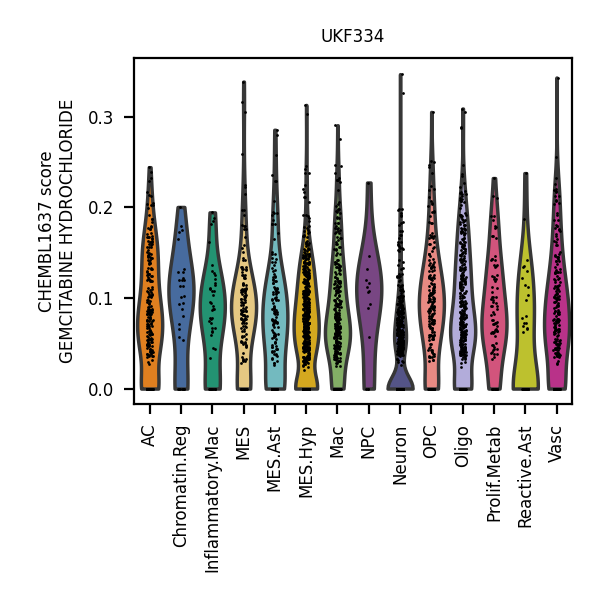 UKF334
CHEMBL1637 score
GEMCITABINE HYDROCHLORIDE
0.3
0.2
0.1
0.0
AC
Chromatin.Reg
Inflammatory.Mac
MES
MES.Ast
MES.Hyp
Mac
NPC
Neuron
OPC
Oligo
Prolif.Metab
Reactive.Ast
Vasc